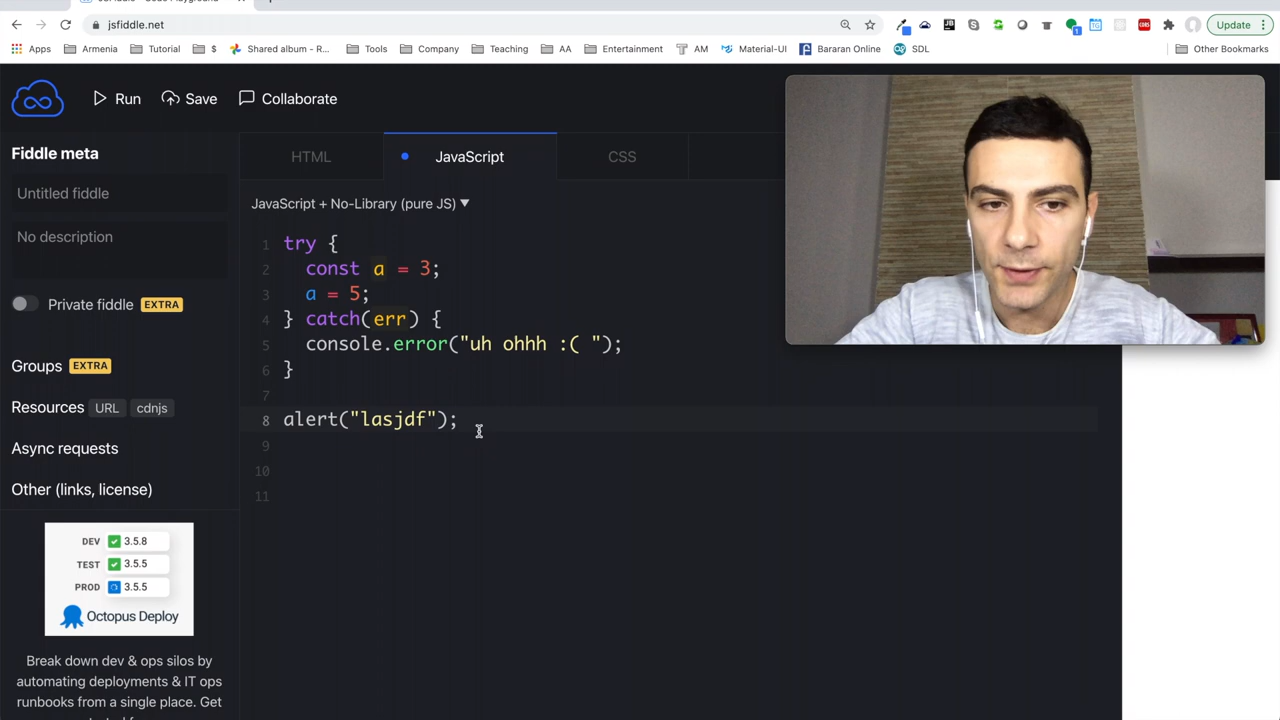 jsfiddle.net
Update
Apps
Armenia
Tutorial
$
Shared album - R...
Tools
Company
Teaching
AA
Entertainment
AM
Material-UI
Bararan Online
SDL
Other Bookmarks
Run
Save
Collaborate
Fiddle meta
Untitled fiddle
No description
Private fiddle EXTRA
Groups EXTRA
Resources URL cdnjs
Async requests
Other (links, license)
DEV 3.5.8
TEST 3.5.5
PROD 3.5.5
Octopus Deploy
Break down dev & ops silos by
automating deployments & IT ops
runbooks from a single place. Get
HTML
JavaScript
CSS
JavaScript + No-Library (pure JS) ▼
1 try {
2 const a = 3;
3 a = 5;
4 } catch(err) {
5 console.error("uh ohhh :( ");
6 }
7
8 alert("lasjdf");
9
10
11